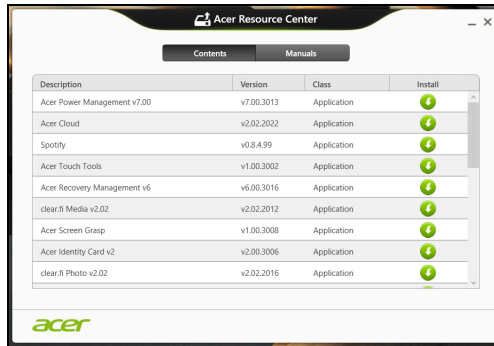 Acer Resource Center
Contents Manuals
Description Version Class Install
Acer Power Management v7.00 v7.00.3013 Application
Acer Cloud v2.02.2022 Application
Spotify v0.8.4.99 Application
Acer Touch Tools v1.00.3002 Application
Acer Recovery Management v6 v6.00.3016 Application
clear.fi Media v2.02 v2.02.2012 Application
Acer Screen Grasp v1.00.3008 Application
Acer Identity Card v2 v2.00.3006 Application
clear.fi Photo v2.02 v2.02.2016 Application
acer